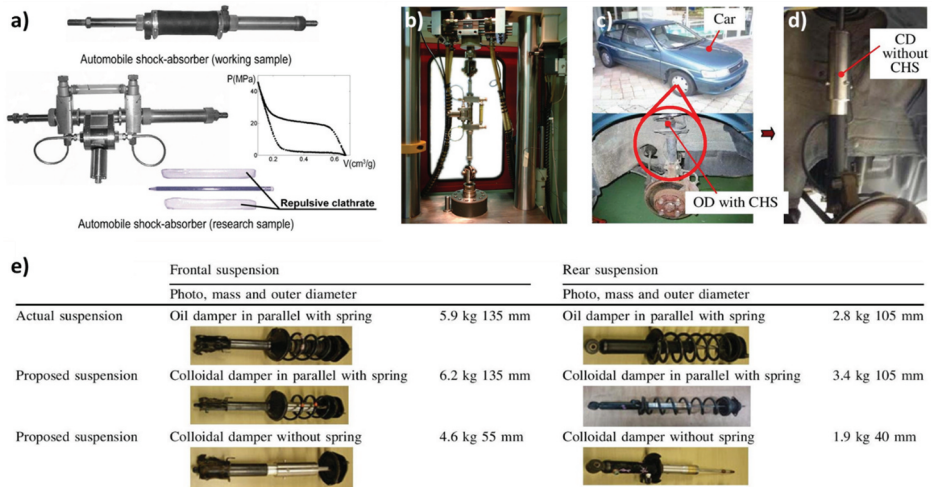 a)
Automobile shock-absorber (working sample)
P(MPa)
40
20
0
0.2 0.4 0.6
V(cm³/g)
Repulsive clathrate
Automobile shock-absorber (research sample)
b)
c)
Car
OD with CHS
d)
CD
without
CHS
e)
Frontal suspension Rear suspension
Photo, mass and outer diameter Photo, mass and outer diameter
Actual suspension Oil damper in parallel with spring 5.9 kg 135 mm Oil damper in parallel with spring 2.8 kg 105 mm
Proposed suspension Colloidal damper in parallel with spring 6.2 kg 135 mm Colloidal damper in parallel with spring 3.4 kg 105 mm
Proposed suspension Colloidal damper without spring 4.6 kg 55 mm Colloidal damper without spring 1.9 kg 40 mm